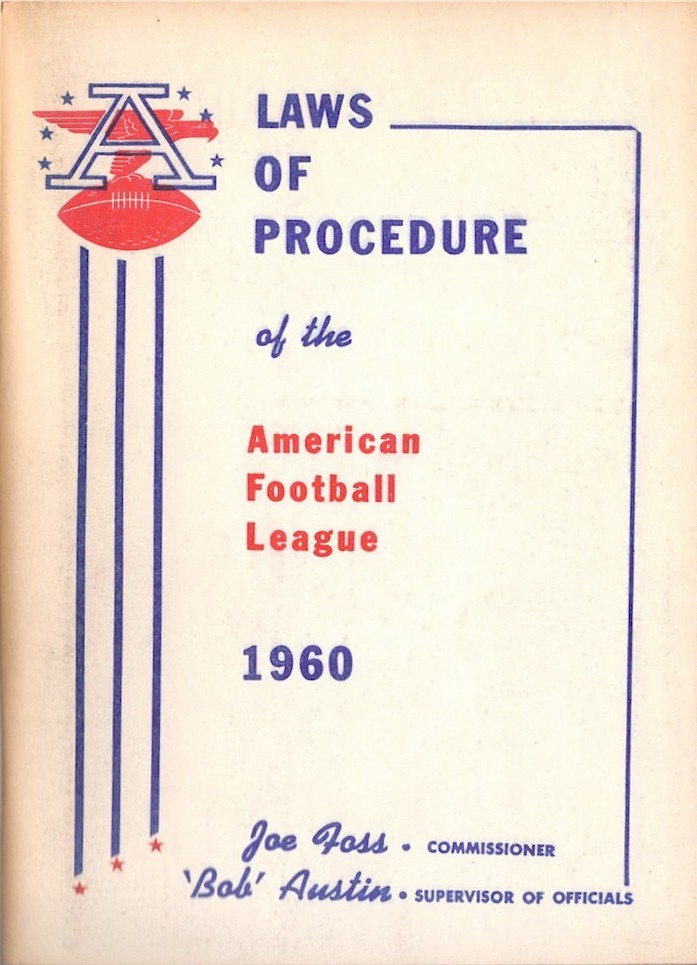 A
LAWS
OF
PROCEDURE
of the
American
Football
League
1960
Joe Foss • COMMISSIONER
'Bob' Austin • SUPERVISOR OF OFFICIALS